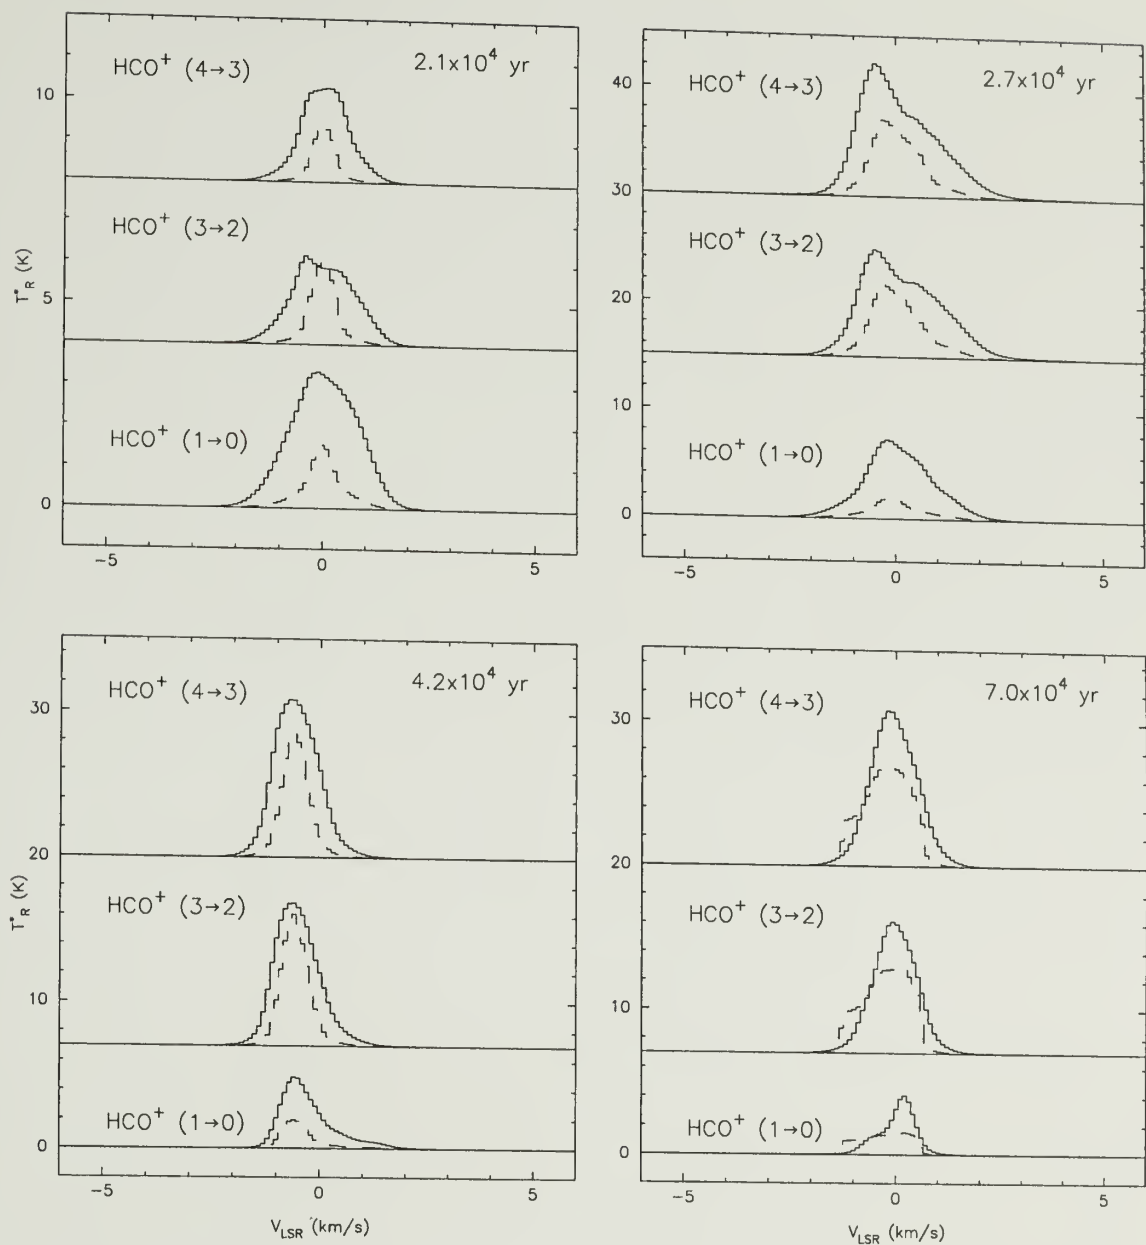 HCO⁺ (4→3)
2.1x10⁴ yr
10
HCO⁺ (3→2)
5
HCO⁺ (1→0)
0
T*R (K)
−5 0 5
HCO⁺ (4→3)
2.7x10⁴ yr
40
30
HCO⁺ (3→2)
20
10
HCO⁺ (1→0)
0
−5 0 5
HCO⁺ (4→3)
4.2x10⁴ yr
30
20
HCO⁺ (3→2)
10
HCO⁺ (1→0)
0
T*R (K)
−5 0 5
VLSR (km/s)
HCO⁺ (4→3)
7.0x10⁴ yr
30
20
HCO⁺ (3→2)
10
HCO⁺ (1→0)
0
−5 0 5
VLSR (km/s)